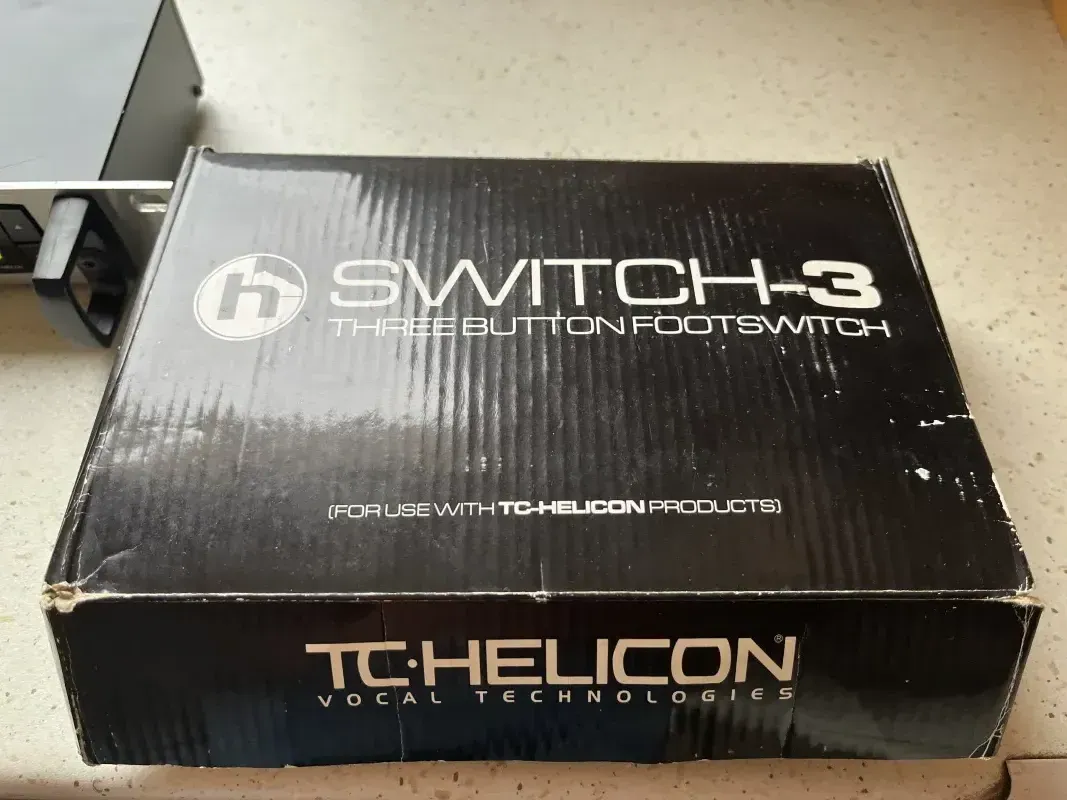 h
SWITCH-3
THREE BUTTON FOOTSWITCH
(FOR USE WITH TC-HELICON PRODUCTS)
TC•HELICON®
VOCAL TECHNOLOGIES